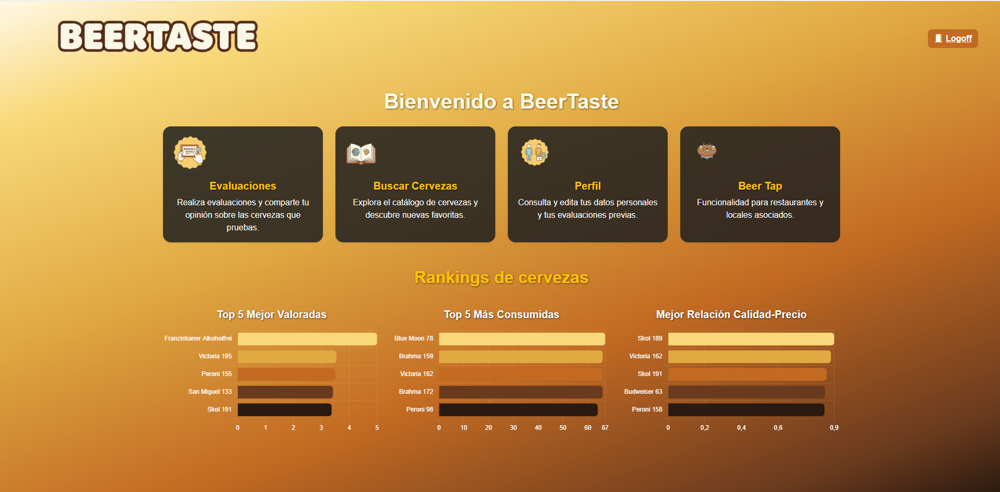 BEERTASTE
Logoff
Bienvenido a BeerTaste
Evaluaciones
Realiza evaluaciones y comparte tu
opinión sobre las cervezas que
pruebas.
Buscar Cervezas
Explora el catálogo de cervezas y
descubre nuevas favoritas.
Perfil
Consulta y edita tus datos personales
y tus evaluaciones previas.
Beer Tap
Funcionalidad para restaurantes y
locales asociados.
Rankings de cervezas
Top 5 Mejor Valoradas
Franziskaner Alkoholfrei
Victoria 195
Peroni 155
San Miguel 133
Skol 191
0 1 2 3 4 5
Top 5 Más Consumidas
Blue Moon 78
Brahma 159
Victoria 162
Brahma 172
Peroni 98
0 10 20 30 40 50 60 67
Mejor Relación Calidad-Precio
Skol 189
Victoria 162
Skol 191
Budweiser 63
Peroni 158
0 0,2 0,4 0,6 0,9